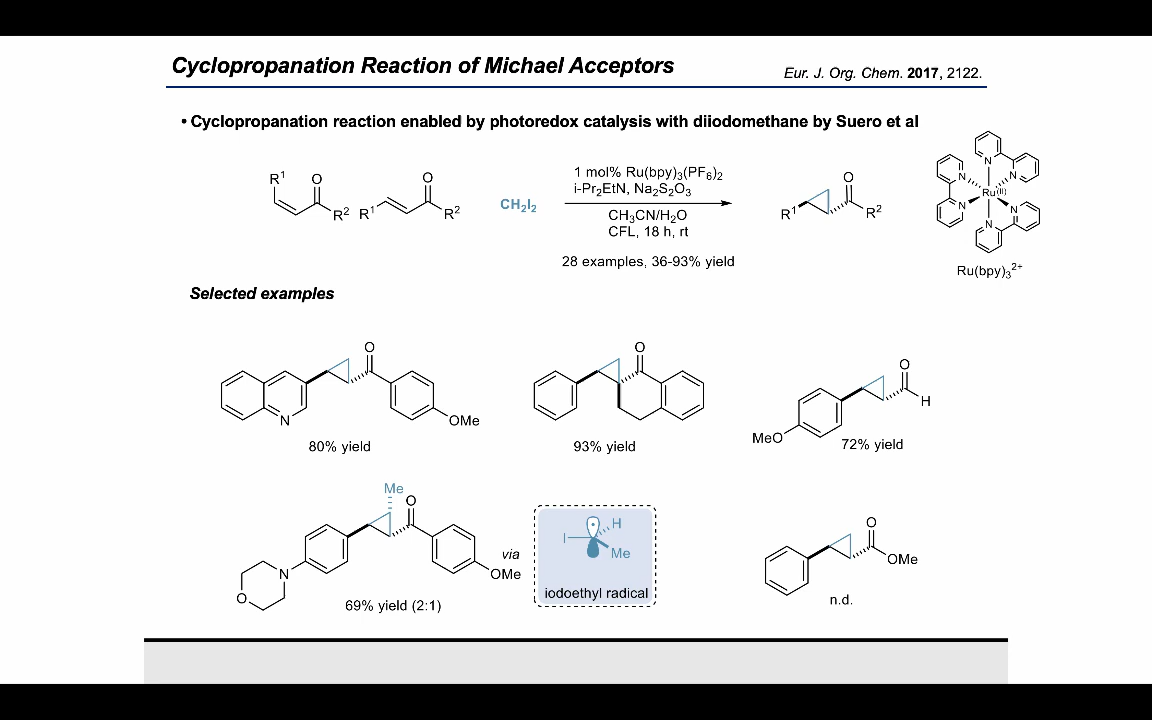 Cyclopropanation Reaction of Michael Acceptors
Eur. J. Org. Chem. 2017, 2122.
• Cyclopropanation reaction enabled by photoredox catalysis with diiodomethane by Suero et al
R¹ O R²
R¹ O R²
CH₂I₂
1 mol% Ru(bpy)₃(PF₆)₂
i-Pr₂EtN, Na₂S₂O₃
CH₃CN/H₂O
CFL, 18 h, rt
28 examples, 36-93% yield
R¹ O R²
N N N Ru(II) N N N
Ru(bpy)₃²⁺
Selected examples
N O OMe
80% yield
O
93% yield
MeO O H
72% yield
O N Me O OMe
69% yield (2:1)
via
I H Me
iodoethyl radical
O OMe
n.d.